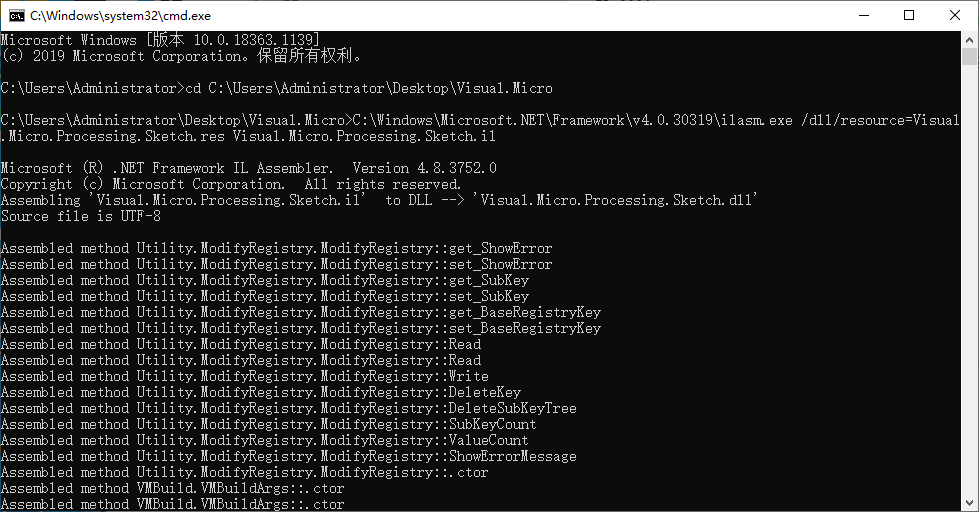 C:\Windows\system32\cmd.exe
Microsoft Windows [版本 10.0.18363.1139]
(c) 2019 Microsoft Corporation。保留所有权利。
C:\Users\Administrator>cd C:\Users\Administrator\Desktop\Visual.Micro
C:\Users\Administrator\Desktop\Visual.Micro>C:\Windows\Microsoft.NET\Framework\v4.0.30319\ilasm.exe /dll/resource=Visual
.Micro.Processing.Sketch.res Visual.Micro.Processing.Sketch.il
Microsoft (R) .NET Framework IL Assembler.  Version 4.8.3752.0
Copyright (c) Microsoft Corporation.  All rights reserved.
Assembling 'Visual.Micro.Processing.Sketch.il'  to DLL --> 'Visual.Micro.Processing.Sketch.dll'
Source file is UTF-8
Assembled method Utility.ModifyRegistry.ModifyRegistry::get_ShowError
Assembled method Utility.ModifyRegistry.ModifyRegistry::set_ShowError
Assembled method Utility.ModifyRegistry.ModifyRegistry::get_SubKey
Assembled method Utility.ModifyRegistry.ModifyRegistry::set_SubKey
Assembled method Utility.ModifyRegistry.ModifyRegistry::get_BaseRegistryKey
Assembled method Utility.ModifyRegistry.ModifyRegistry::set_BaseRegistryKey
Assembled method Utility.ModifyRegistry.ModifyRegistry::Read
Assembled method Utility.ModifyRegistry.ModifyRegistry::Read
Assembled method Utility.ModifyRegistry.ModifyRegistry::Write
Assembled method Utility.ModifyRegistry.ModifyRegistry::DeleteKey
Assembled method Utility.ModifyRegistry.ModifyRegistry::DeleteSubKeyTree
Assembled method Utility.ModifyRegistry.ModifyRegistry::SubKeyCount
Assembled method Utility.ModifyRegistry.ModifyRegistry::ValueCount
Assembled method Utility.ModifyRegistry.ModifyRegistry::ShowErrorMessage
Assembled method Utility.ModifyRegistry.ModifyRegistry::.ctor
Assembled method VMBuild.VMBuildArgs::.ctor
Assembled method VMBuild.VMBuildArgs::.ctor